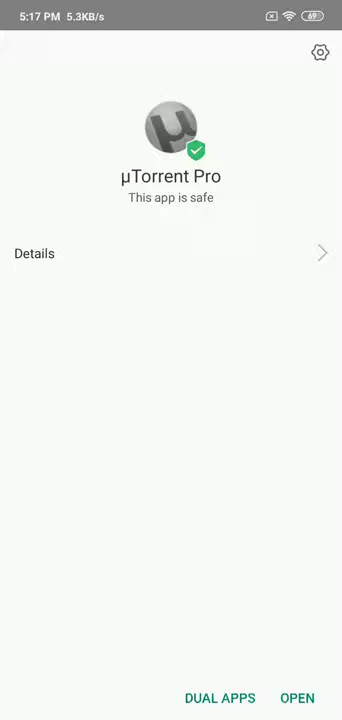 5:17 PM 5.3KB/s
69
µTorrent Pro
This app is safe
Details
DUAL APPS OPEN